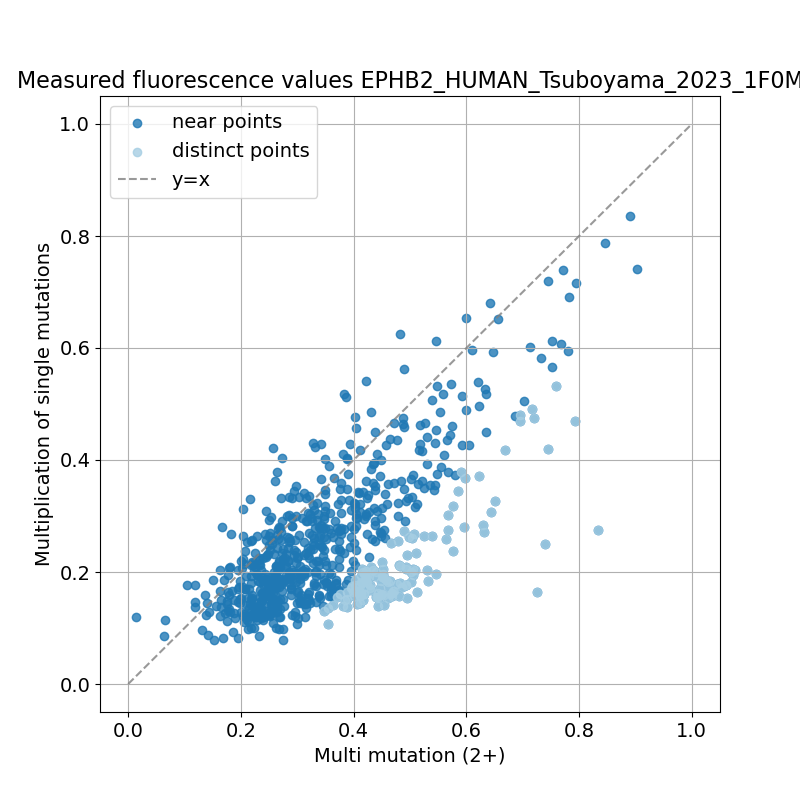 Measured fluorescence values EPHB2_HUMAN_Tsuboyama_2023_1F0M
near points
distinct points
y=x
1.0
0.8
0.6
0.4
0.2
0.0
Multiplication of single mutations
0.0 0.2 0.4 0.6 0.8 1.0
Multi mutation (2+)